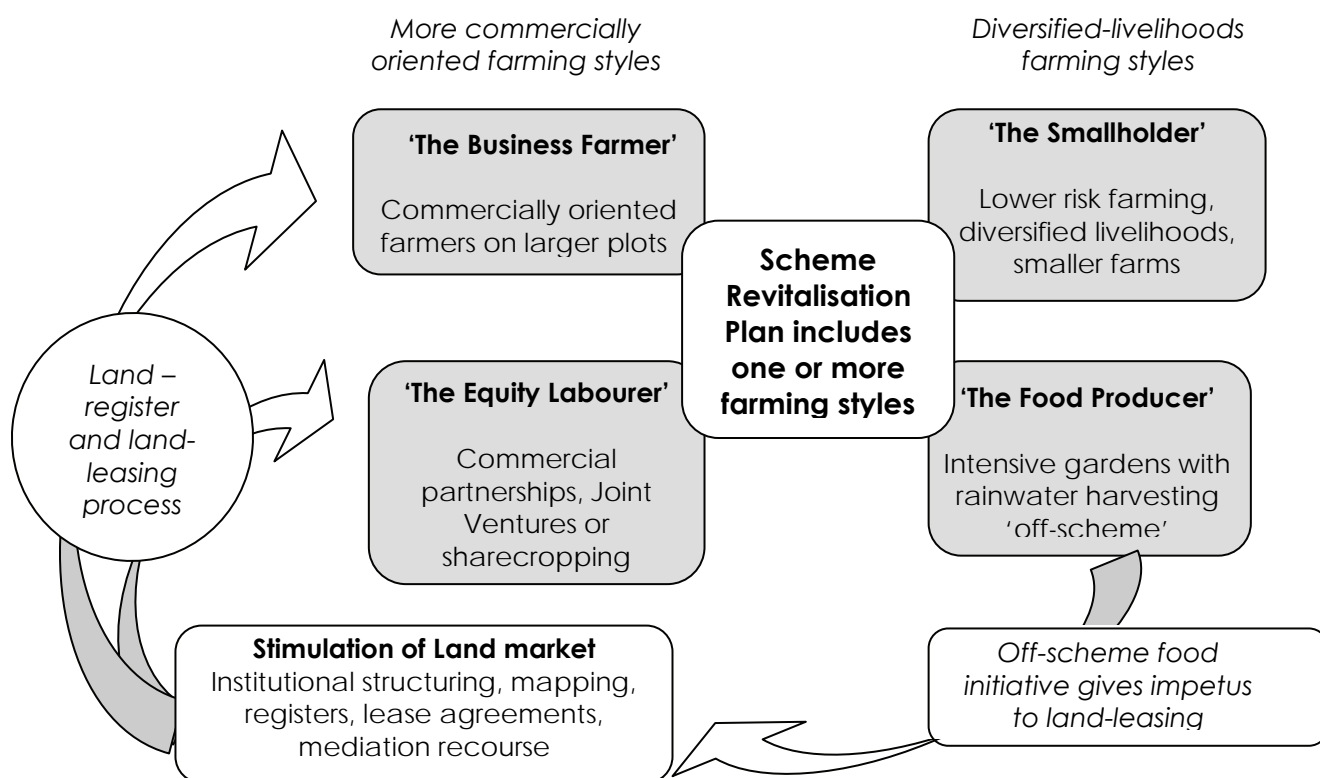 More commercially
oriented farming styles
Diversified-livelihoods
farming styles
‘The Business Farmer’
Commercially oriented
farmers on larger plots
‘The Smallholder’
Lower risk farming,
diversified livelihoods,
smaller farms
Scheme
Revitalisation
Plan includes
one or more
farming styles
Land –
register
and land-
leasing
process
‘The Equity Labourer’
Commercial
partnerships, Joint
Ventures or
sharecropping
‘The Food Producer’
Intensive gardens with
rainwater harvesting
‘off-scheme’
Stimulation of Land market
Institutional structuring, mapping,
registers, lease agreements,
mediation recourse
Off-scheme food
initiative gives impetus
to land-leasing